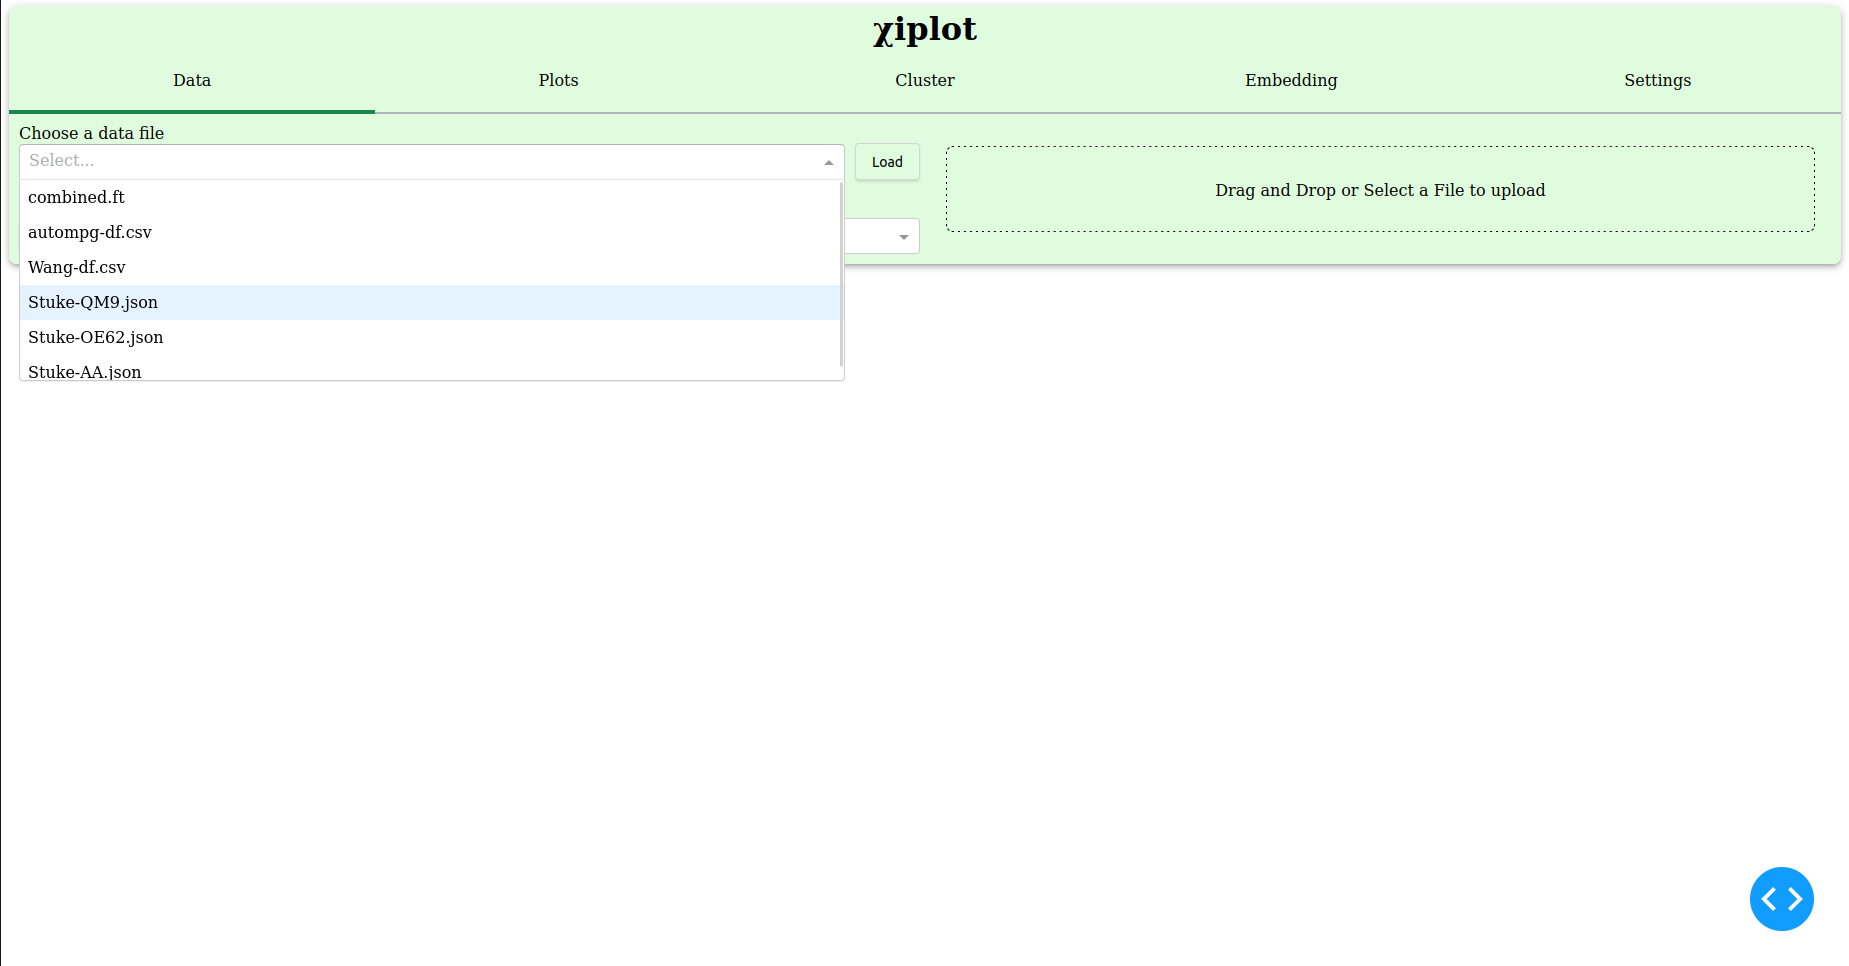 χiplot
Data
Plots
Cluster
Embedding
Settings
Choose a data file
Select...
Load
Drag and Drop or Select a File to upload
combined.ft
autompg-df.csv
Wang-df.csv
Stuke-QM9.json
Stuke-OE62.json
Stuke-AA.json